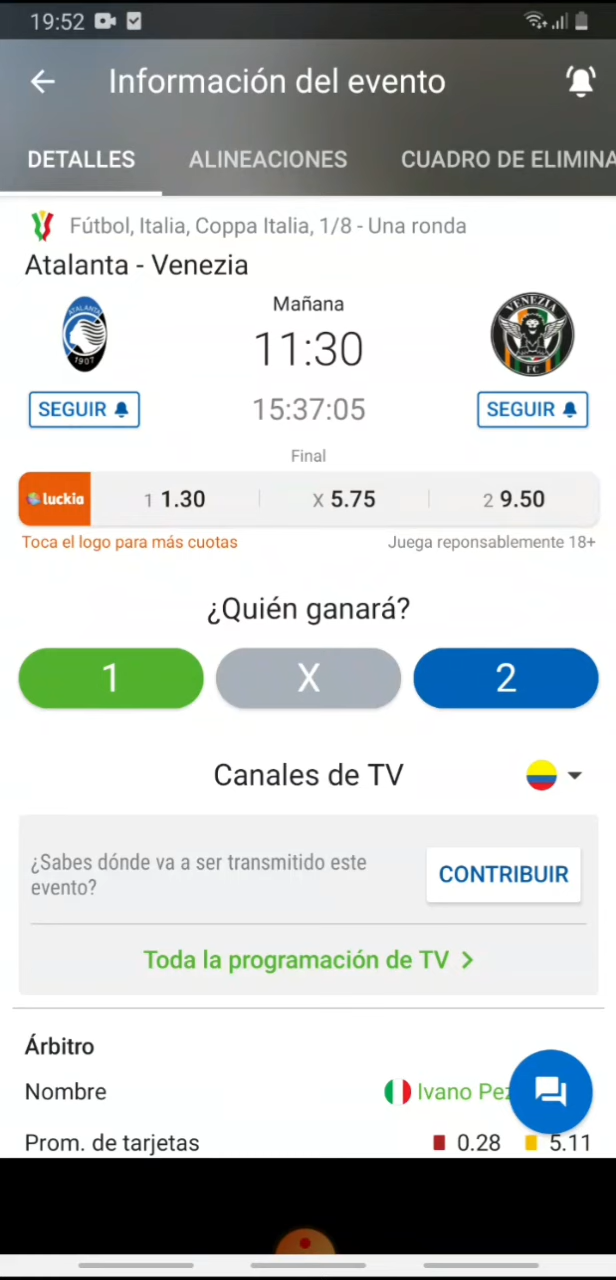 19:52
Información del evento
DETALLES
ALINEACIONES
CUADRO DE ELIMINA
Fútbol, Italia, Coppa Italia, 1/8 - Una ronda
Atalanta - Venezia
ATALANTA
1907
Mañana
11:30
15:37:05
VENEZIA
FC
SEGUIR
SEGUIR
Final
luckia
1 1.30
X 5.75
2 9.50
Toca el logo para más cuotas
Juega reponsablemente 18+
¿Quién ganará?
1
X
2
Canales de TV
¿Sabes dónde va a ser transmitido este
evento?
CONTRIBUIR
Toda la programación de TV >
Árbitro
Nombre
Ivano Pez
Prom. de tarjetas
0.28
5.11